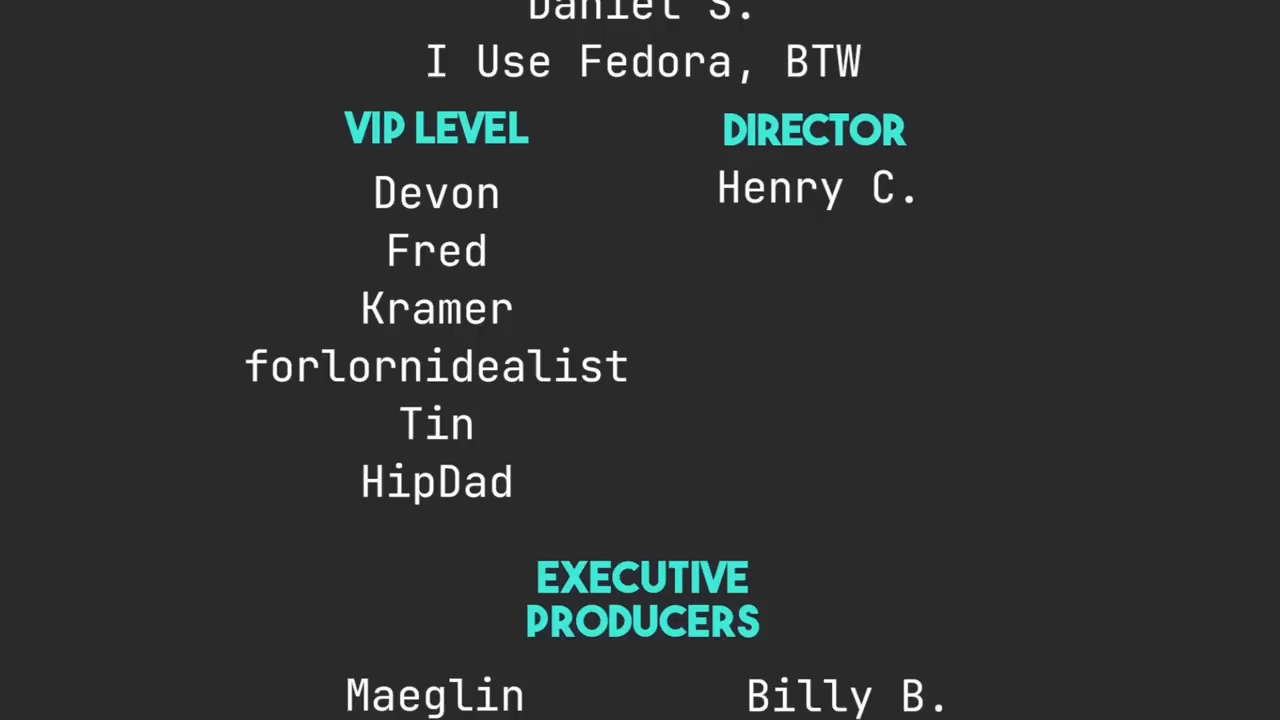 Daniel S.
I Use Fedora, BTW
VIP LEVEL
Devon
Fred
Kramer
forlornidealist
Tin
HipDad
DIRECTOR
Henry C.
EXECUTIVE
PRODUCERS
Maeglin
Billy B.